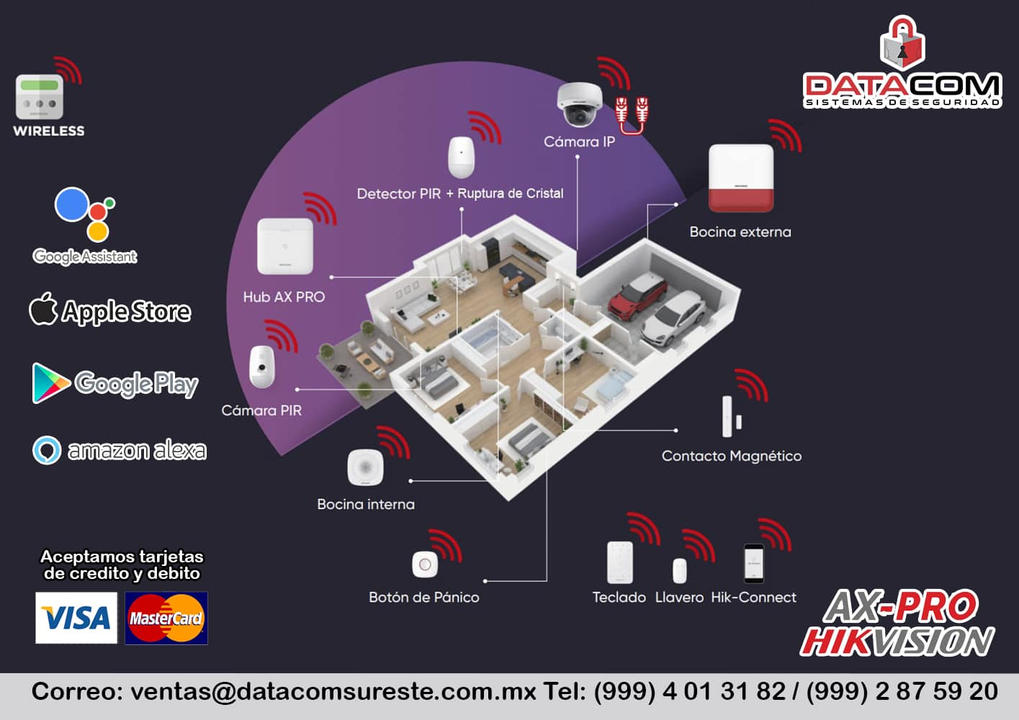 DATACOM
SISTEMAS DE SEGURIDAD
WIRELESS
Cámara IP
Detector PIR + Ruptura de Cristal
Bocina externa
Google Assistant
Hub AX PRO
Apple Store
Google Play
Cámara PIR
amazon alexa
Contacto Magnético
Bocina interna
Aceptamos tarjetas
de credito y debito
VISA
MasterCard
Botón de Pánico
Teclado
Llavero
Hik-Connect
AX-PRO
HIKVISION
Correo: ventas@datacomsureste.com.mx Tel: (999) 4 01 31 82 / (999) 2 87 59 20